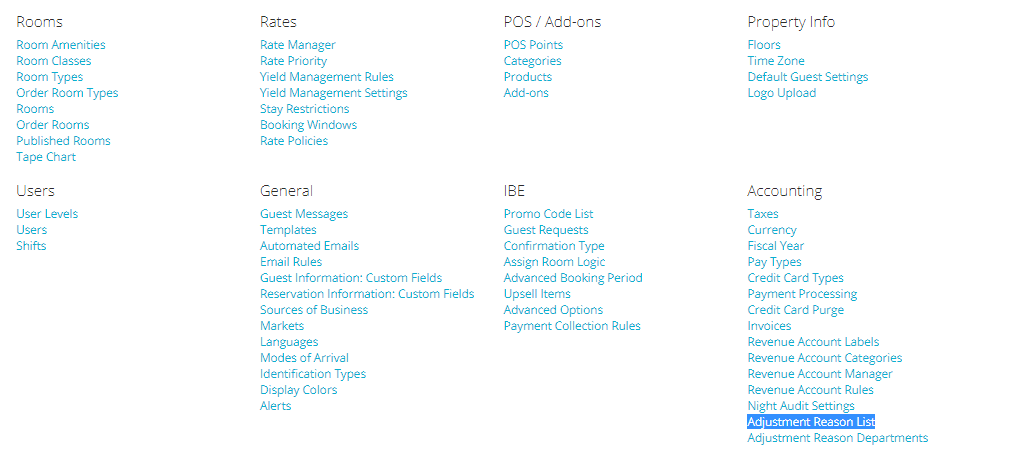 Rooms
Room Amenities
Room Classes
Room Types
Order Room Types
Rooms
Order Rooms
Published Rooms
Tape Chart
Rates
Rate Manager
Rate Priority
Yield Management Rules
Yield Management Settings
Stay Restrictions
Booking Windows
Rate Policies
POS / Add-ons
POS Points
Categories
Products
Add-ons
Property Info
Floors
Time Zone
Default Guest Settings
Logo Upload
Users
User Levels
Users
Shifts
General
Guest Messages
Templates
Automated Emails
Email Rules
Guest Information: Custom Fields
Reservation Information: Custom Fields
Sources of Business
Markets
Languages
Modes of Arrival
Identification Types
Display Colors
Alerts
IBE
Promo Code List
Guest Requests
Confirmation Type
Assign Room Logic
Advanced Booking Period
Upsell Items
Advanced Options
Payment Collection Rules
Accounting
Taxes
Currency
Fiscal Year
Pay Types
Credit Card Types
Payment Processing
Credit Card Purge
Invoices
Revenue Account Labels
Revenue Account Categories
Revenue Account Manager
Revenue Account Rules
Night Audit Settings
Adjustment Reason List
Adjustment Reason Departments